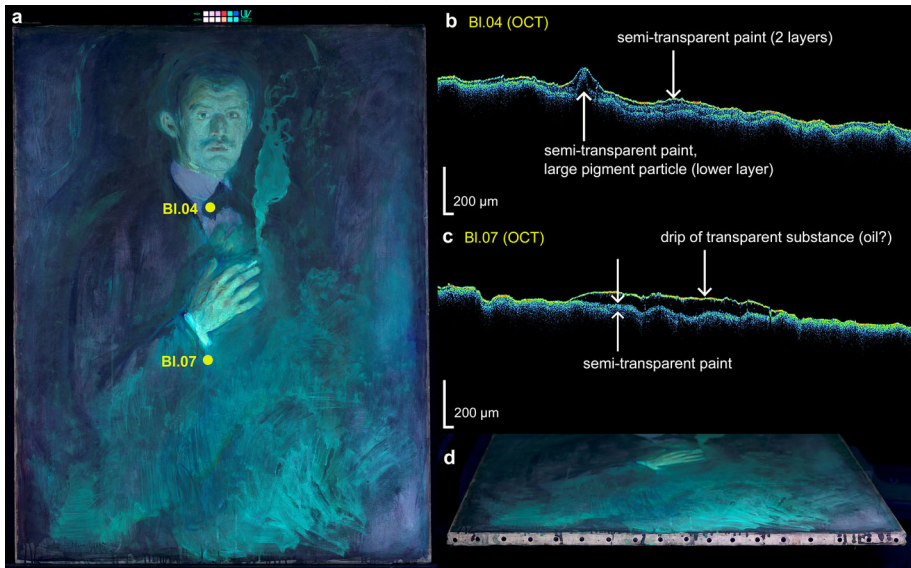 a
UV
b
Bl.04 (OCT)
semi-transparent paint (2 layers)
semi-transparent paint,
large pigment particle (lower layer)
200 µm
Bl.04
c
Bl.07 (OCT)
drip of transparent substance (oil?)
semi-transparent paint
200 µm
Bl.07
d